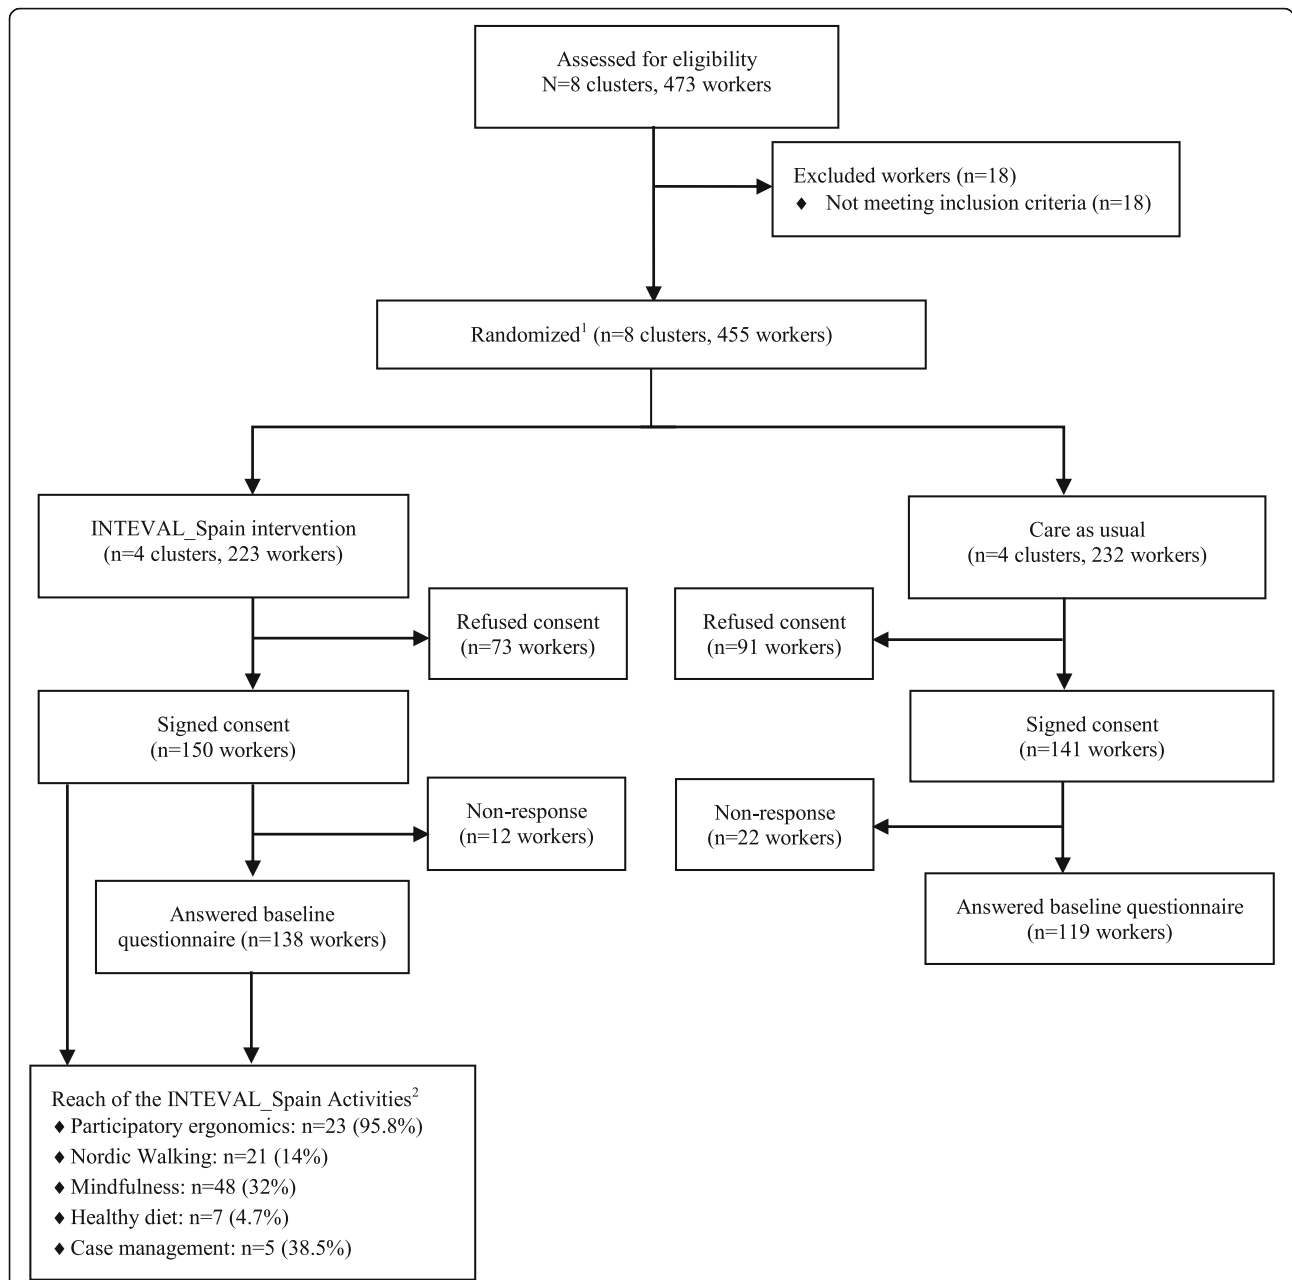 Assessed for eligibility
N=8 clusters, 473 workers
Excluded workers (n=18)
♦ Not meeting inclusion criteria (n=18)
Randomized¹ (n=8 clusters, 455 workers)
INTEVAL_Spain intervention
(n=4 clusters, 223 workers)
Care as usual
(n=4 clusters, 232 workers)
Refused consent
(n=73 workers)
Refused consent
(n=91 workers)
Signed consent
(n=150 workers)
Signed consent
(n=141 workers)
Non-response
(n=12 workers)
Non-response
(n=22 workers)
Answered baseline
questionnaire (n=138 workers)
Answered baseline questionnaire
(n=119 workers)
Reach of the INTEVAL_Spain Activities²
♦ Participatory ergonomics: n=23 (95.8%)
♦ Nordic Walking: n=21 (14%)
♦ Mindfulness: n=48 (32%)
♦ Healthy diet: n=7 (4.7%)
♦ Case management: n=5 (38.5%)